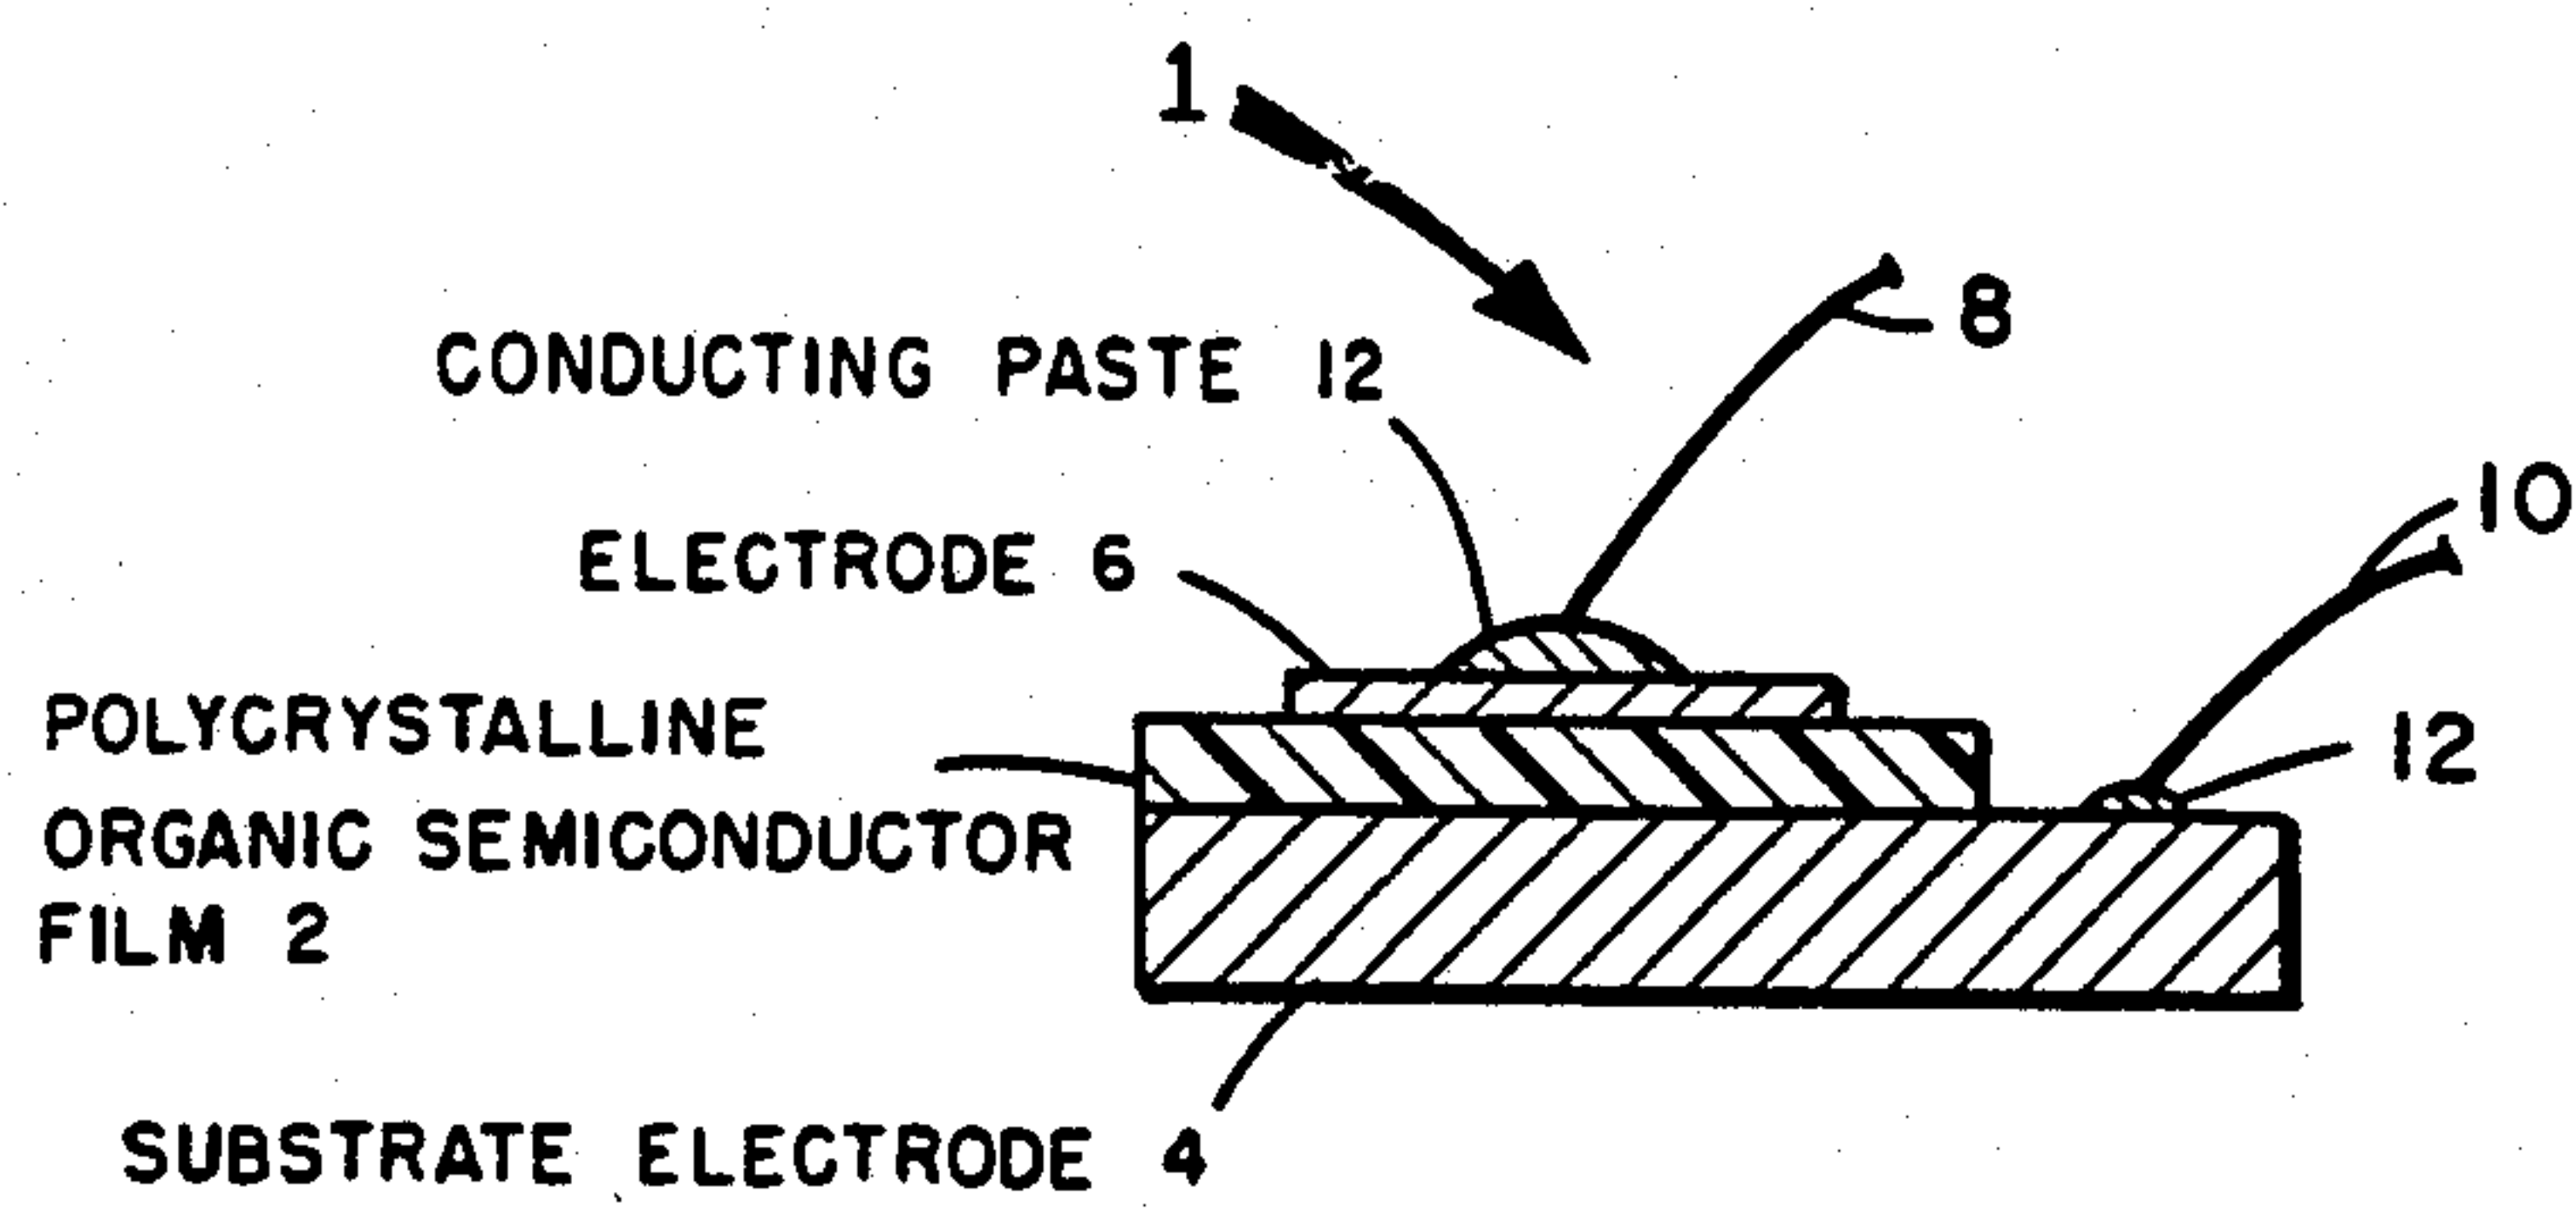 1
8
CONDUCTING PASTE 12
10
ELECTRODE 6
POLYCRYSTALLINE
12
ORGANIC SEMICONDUCTOR
FILM 2
SUBSTRATE ELECTRODE 4